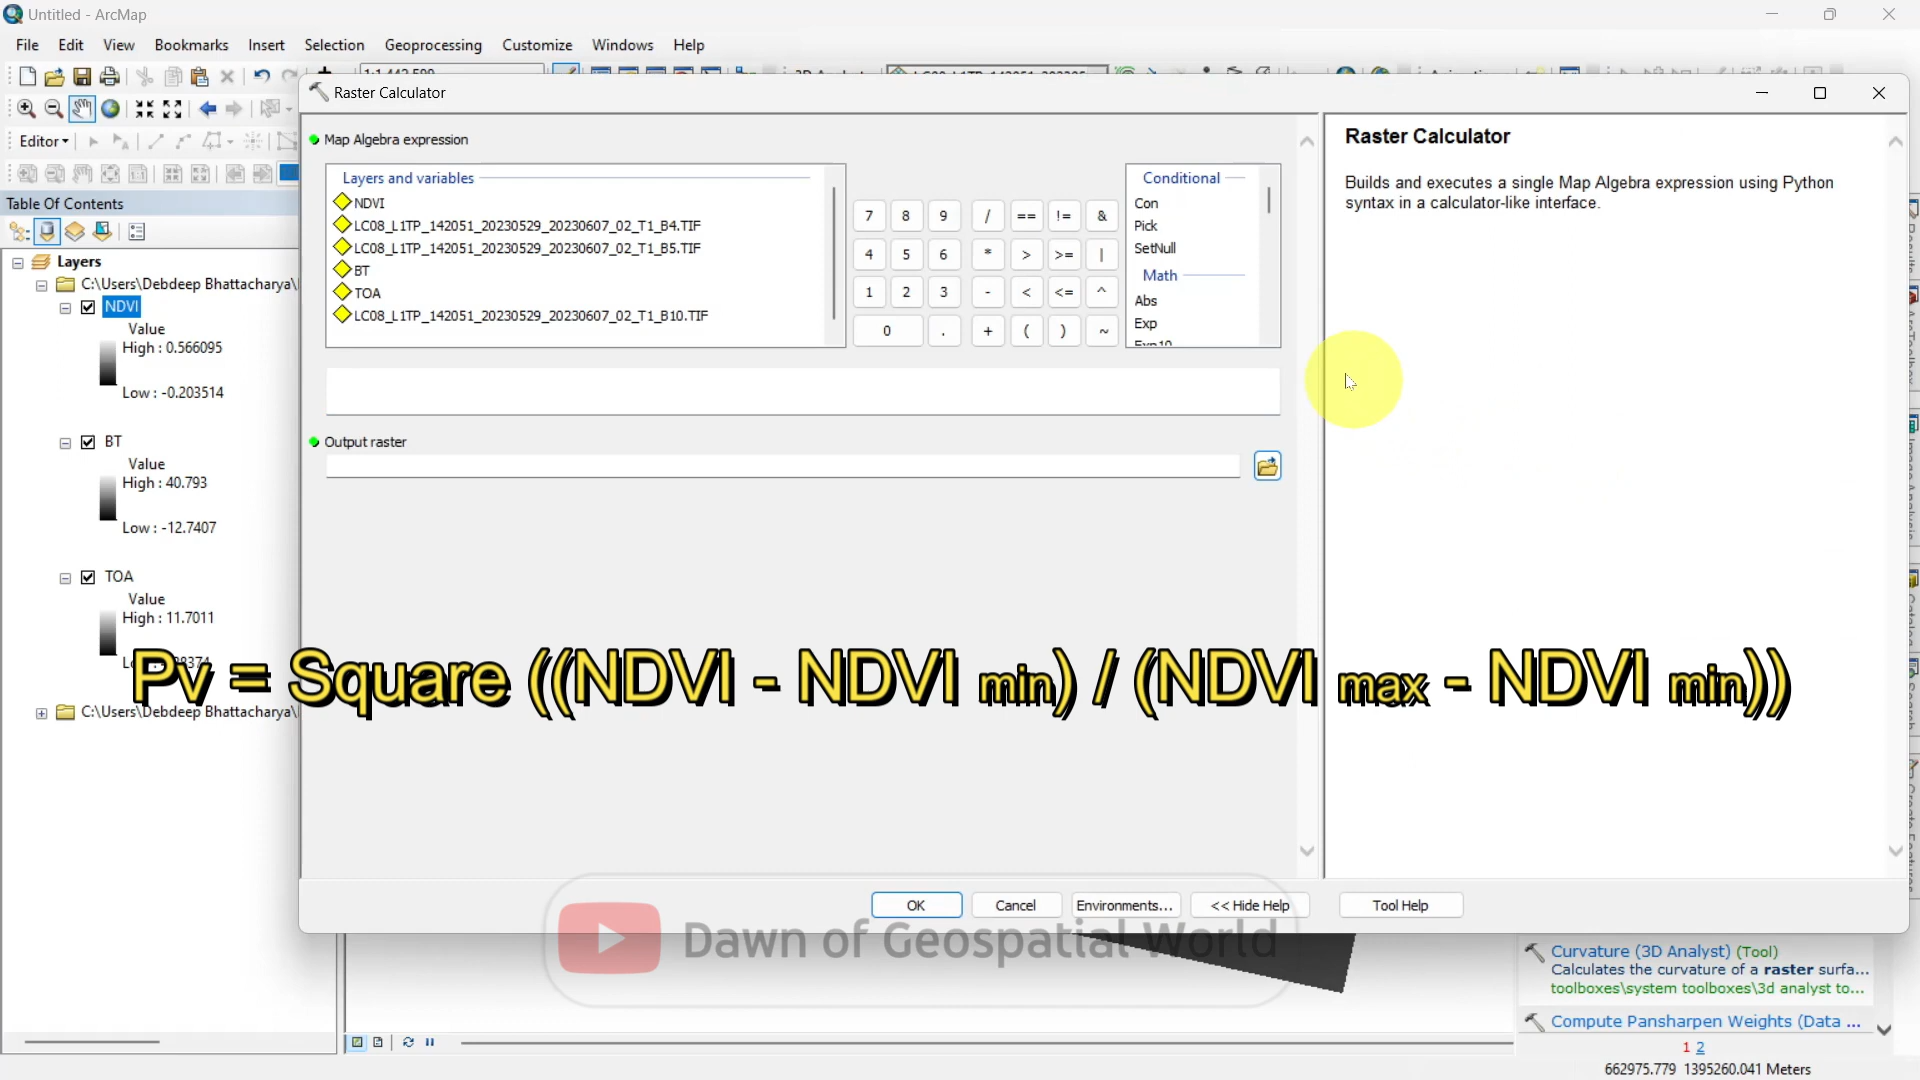 Untitled - ArcMap
File Edit View Bookmarks Insert Selection Geoprocessing Customize Windows Help
Raster Calculator
Editor
Map Algebra expression
Table Of Contents
Layers and variables
NDVI
LC08_L1TP_142051_20230529_20230607_02_T1_B4.TIF
LC08_L1TP_142051_20230529_20230607_02_T1_B5.TIF
BT
TOA
LC08_L1TP_142051_20230529_20230607_02_T1_B10.TIF
7 8 9 / == != &
4 5 6 * > >= |
1 2 3 - < <= ^
0 . + ( ) ~
Conditional
Con
Pick
SetNull
Math
Abs
Exp
Exp10
Output raster
Raster Calculator
Builds and executes a single Map Algebra expression using Python
syntax in a calculator-like interface.
Layers
C:\Users\Debdeep Bhattacharya\
NDVI
Value
High : 0.566095
Low : -0.203514
BT
Value
High : 40.793
Low : -12.7407
TOA
Value
High : 11.7011
Pv = Square ((NDVI - NDVI min) / (NDVI max - NDVI min))
C:\Users\Debdeep Bhattacharya\
OK Cancel Environments... << Hide Help Tool Help
Dawn of Geospatial World
Curvature (3D Analyst) (Tool)
Calculates the curvature of a raster surfa...
toolboxes\system toolboxes\3d analyst to...
Compute Pansharpen Weights (Data ...
1 2
662975.779 1395260.041 Meters